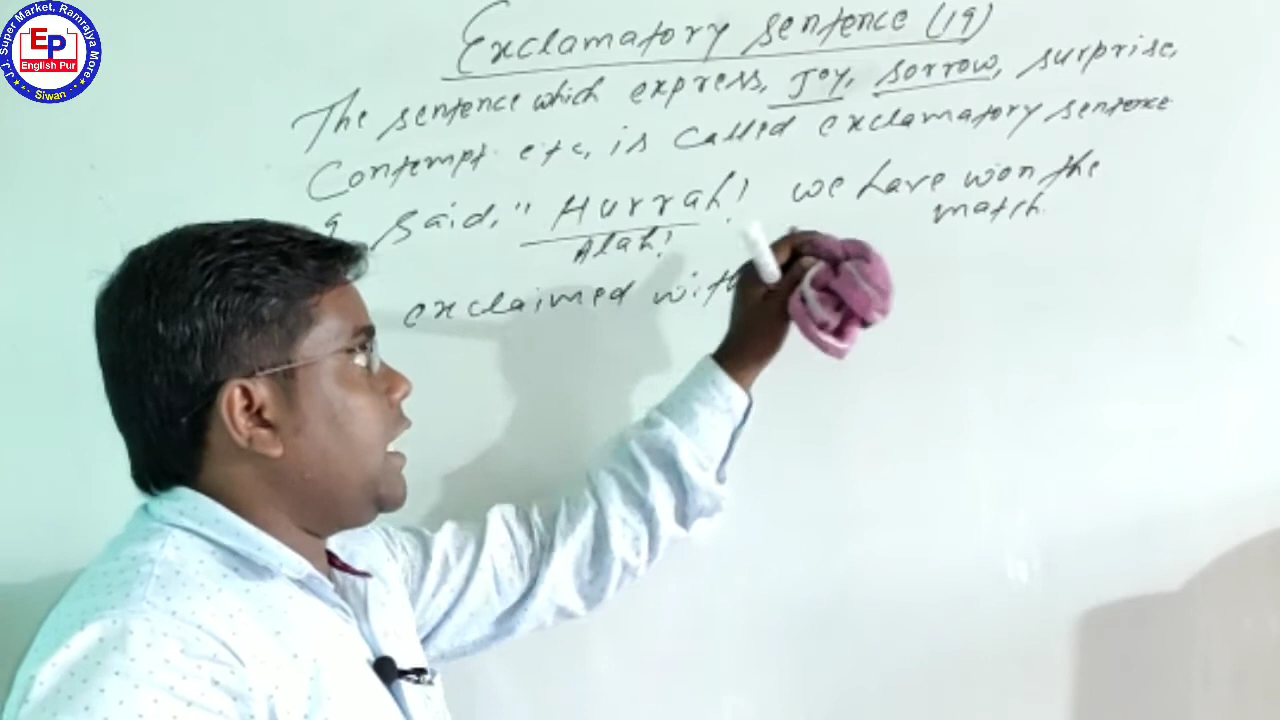 J.J. Super Market, Ramrajya More
EP
English Pur
Siwan
Exclamatory sentence (19)
The sentence which express, Joy, sorrow, surprise,
Contempt etc, is called exclamatory sentence
said, " Hurrah! we have won the
match.
Alah!
exclaimed with